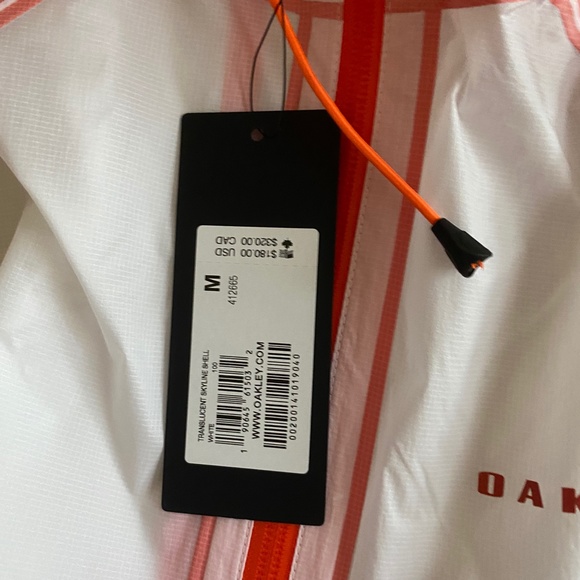 $180.00 USD
$320.00 CAD
M
412665
TRANSLUCENT SKYLINE SHELL
WHITE 100
1 90645 61503 2
WWW.OAKLEY.COM
00200141019040
OAK